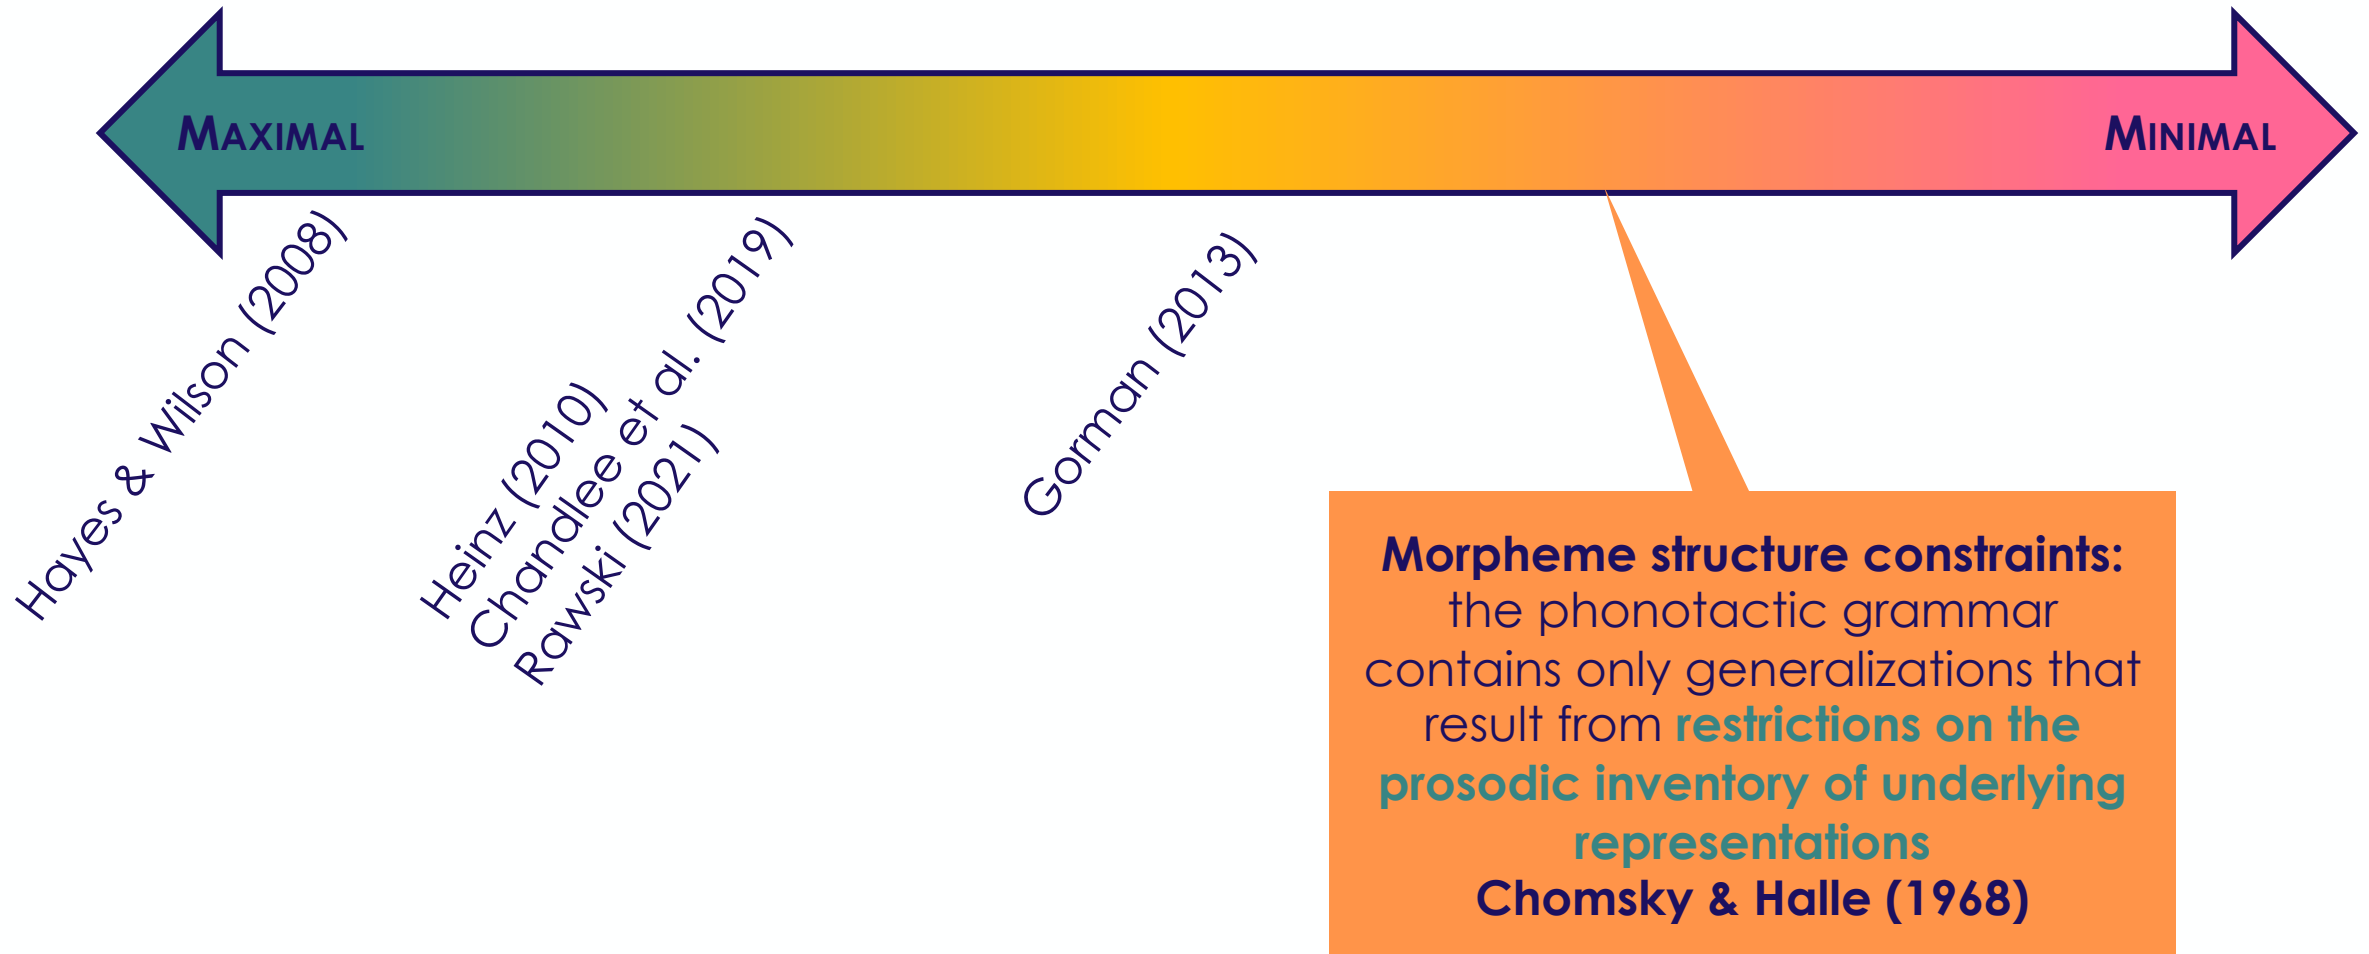 MAXIMAL
MINIMAL
Hayes & Wilson (2008)
Heinz (2010)
Chandlee et al. (2019)
Rawski (2021)
Gorman (2013)
Morpheme structure constraints:
the phonotactic grammar
contains only generalizations that
result from restrictions on the
prosodic inventory of underlying
representations
Chomsky & Halle (1968)